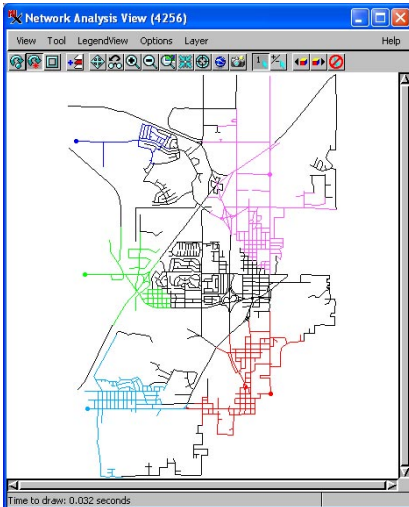 Network Analysis View (4256)
View Tool LegendView Options Layer Help
Time to draw: 0.032 seconds